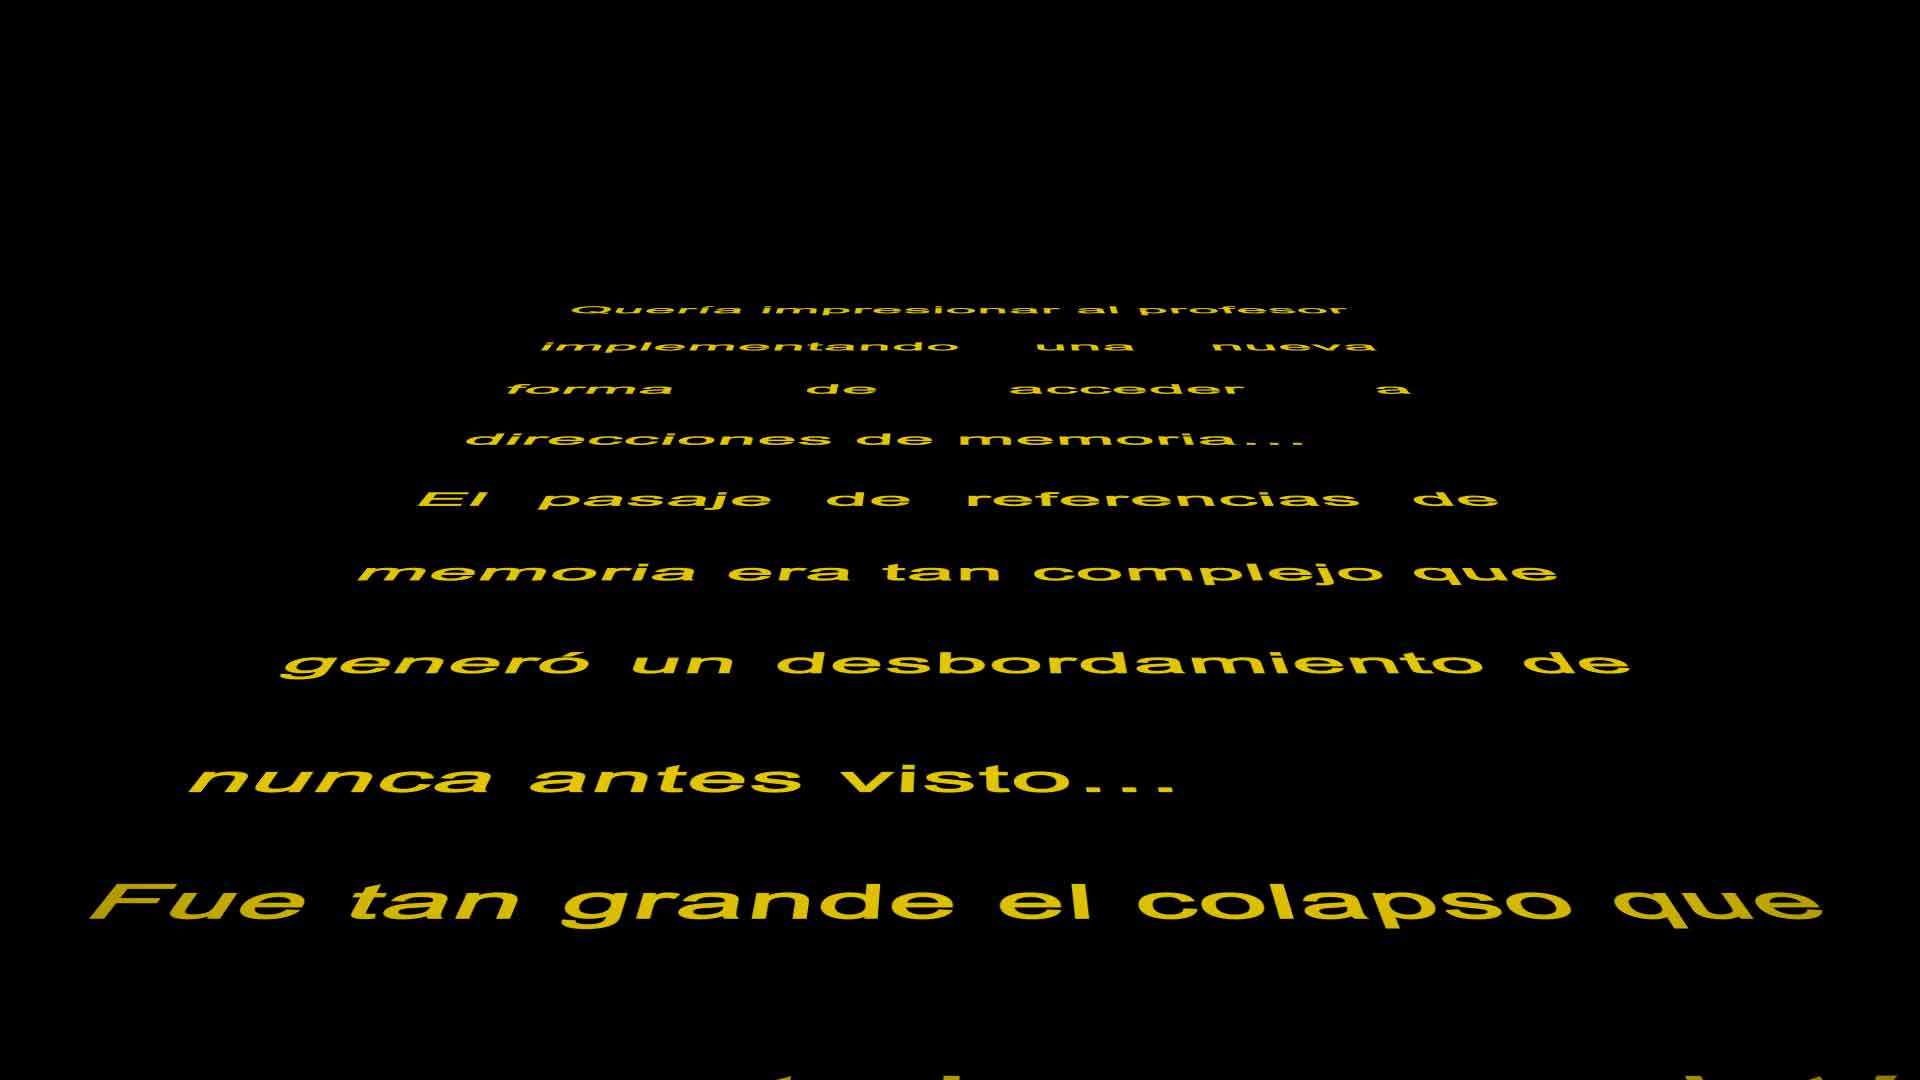 Quería impresionar al profesor
implementando una nueva
forma de acceder a
direcciones de memoria...
El pasaje de referencias de
memoria era tan complejo que
generó un desbordamiento de
nunca antes visto...
Fue tan grande el colapso que